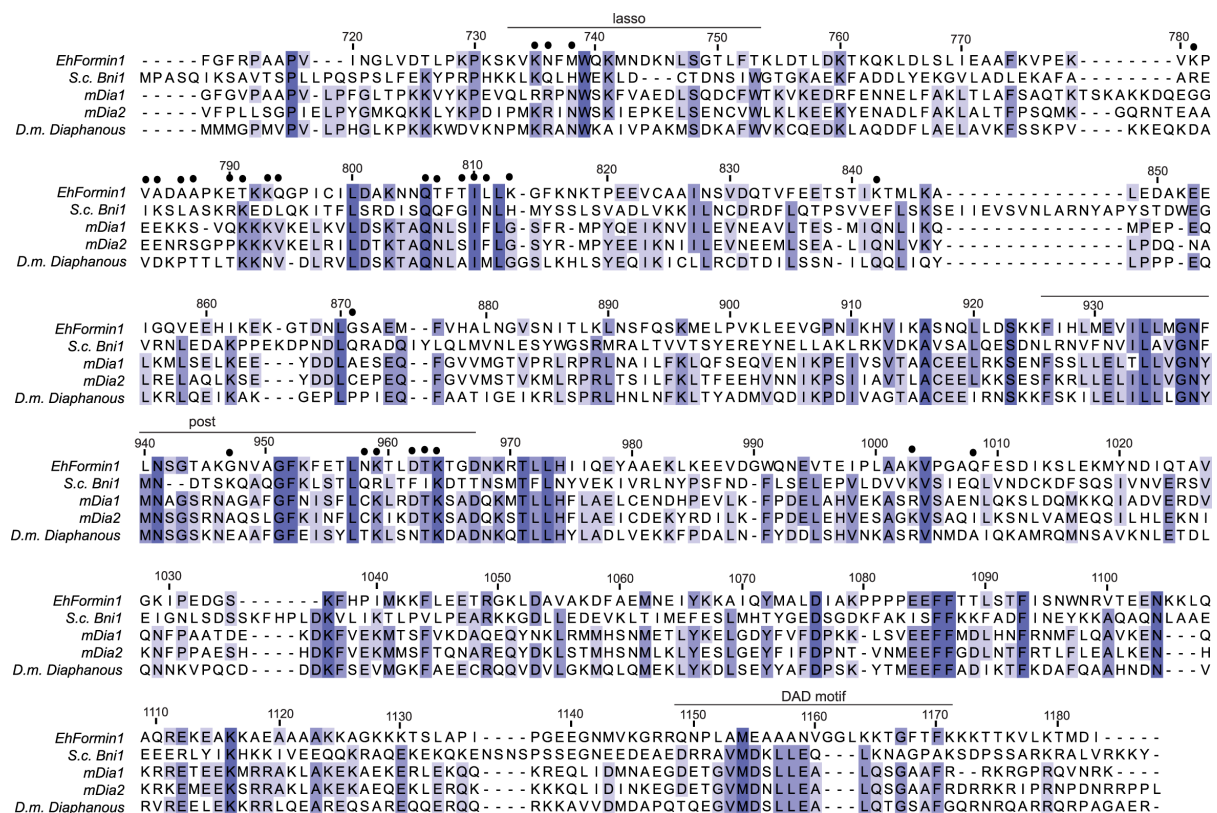 lasso
720 730 740 750 760 770 780
EhFormin1 -----FGFRPAAPV---INGLVDTLPKPKSKVKNFMWQKMNDKNLSGTLFTKLDTLDKTQKLDLSLIEAAFKVPEK------VKP
S.c. Bni1 MPASQIKSAVTSPLLPQSPSLFEKYPRPHKKLKQLHWEKLD----CTDNSIWGTGKAEKFADDLYEKGVLADLEKAFA-----ARE
mDia1 -----GFGVPAAPV-LPFGLTPKKVYKPEVQLRRPNWSKFVAEDLSQDCFWTKVKEDRFENNELFAKLTLAFSAQTKTSKAKKDQEGG
mDia2 -----VFPLLSGPIELPYGMKQKKLYKPDIPMKRINWSKIEPKELSENCVWLKLKEEKYENADLFAKLALTFPSQMK----GQRNTEAA
D.m. Diaphanous -----MMMGPMVPV-LPHGLKPKKKWDVKNPMKRANWKAIVPAKMSDKAFWVKCQEDKLAQDDFLAELAVKFSSKPV----KKEQKDA
790 800 810 820 830 840 850
EhFormin1 VADAAPKETKKQGPICILDAKNNQTFTILLK-GFKNKTPEEVCAAINSVDQTVFEETSTIKTMLKA---------------LEDAKEE
S.c. Bni1 IKSLASKRKEDLQKITFLSRDISQQFGINLH-MYSSLSVADLVKKILNCDRDFLQTPSVVEFLSKSEIIEVSVNLARNYAPYSTDWEG
mDia1 EEKKS-VQKKKVKELKVLDSKTAQNLSIFLG-SFR-MPYQEIKNVILEVNEAVLTES-MIQNLIKQ---------------MPEP-EQ
mDia2 EENRSGPPKKKVKELRILDTKTAQNLSIFLG-SYR-MPYEEIKNIILEVNEEMLSEA-LIQNLVKY---------------LPDQ-NA
D.m. Diaphanous VDKPTTLTKKNV-DLRVLDSKTAQNLAIMLGGSLKHLSYEQIKICLLRCDTDILSSN-ILQQLIQY---------------LPPP-EQ
860 870 880 890 900 910 920 930
EhFormin1 IGQVEEHIKEK-GTDNLGSAEM--FVHALNGVSNITLKLNSFQSKMELPVKLEEVGPNIKHVIKASNQLLDSKKFIHLMEVILLMGNF
S.c. Bni1 VRNLEDAKPPEKDPNDLQRADQIYLQLMVNLESYWGSRMRALTVVTSYEREYNELLAKLRKVDKAVSALQESDNLRNVFNVILAVGNF
mDia1 LKMLSELKEE---YDDLAESEQ--FGVVMGTVPRLRPRLNAILFKLQFSEQVENIKPEIVSVTAACEELRKSENFSSLLELTLLVGNY
mDia2 LRELAQLKSE---YDDLCEPEQ--FGVVMSTVKMLRPRLTSILFKLTFEEHVNNIKPSIIAVTLACEELKKSESFKRLLELILLVGNY
D.m. Diaphanous LKRLQEIKAK---GEPLPPIEQ--FAATIGEIKRLSPRLHNLNFKLTYADMVQDIKPDIVAGTAACEEIRNSKKFSKILELILLLGNY
post
940 950 960 970 980 990 1000 1010 1020
EhFormin1 LNSGTAKGNVAGFKFETLNKTLDTKTGDNKRTLLHIIQEYAAEKLKEEVDGWQNEVTEIPLAAKVPGAQFESDIKSLEKMYNDIQTAV
S.c. Bni1 MN--DTSKQAQGFKLSTLQRLTFIKDTTNSMTFLNYVEKIVRLNYPSFND-FLSELEPVLDVVKVSIEQLVNDCKDFSQSIVNVERSV
mDia1 MNAGSRNAGAFGFNISFLCKLRDTKSADQKMTLLHFLAELCENDHPEVLK-FPDELAHVEKASRVSAENLQKSLDQMKKQIADVERDV
mDia2 MNSGSRNAQSLGFKINFLCKIKDTKSADQKSTLLHFLAEICDEKYRDILK-FPDELEHVESAGKVSAQILKSNLVAMEQSILHLEKNI
D.m. Diaphanous MNSGSKNEAAFGFEISYLTKLSNTKDADNKQTLLHYLADLVEKKFPDALN-FYDDLSHVNKASRVNMDAIQKAMRQMNSAVKNLETDL
1030 1040 1050 1060 1070 1080 1090 1100
EhFormin1 GKIPEDGS-------KFHPIMKKFLEETRGKLDAVAKDFAEMNEIYKKAIQYMALDIAKPPPPEEFFTTLSTFISNWNRVTEENKKLQ
S.c. Bni1 EIGNLSDSSKFHPLDKVLIKTLPVLPEARKKGDLLEDEVKLTIMEFESLMHTYGEDSGDKFAKISFFKKFADFINEYKKAQAQNLAAE
mDia1 QNFPAATDE----KDKFVEKMTSFVKDAQEQYNKLRMMHSNMETLYKELGDYFVFDPKK-LSVEEFFMDLHNFRNMFLQAVKEN---Q
mDia2 KNFPPAESH----HDKFVEKMMSFTQNAREQYDKLSTMHSNMLKLYESLGEYFIFDPNT-VNMEEFFGDLNTFRTLFLEALKEN---H
D.m. Diaphanous QNNKVPQCD----DKFSEVMGKFAEECRQQVDVLGKMQLQMEKLYKDLSEYYAFDPSK-YTMEEFFADIKTFKDAFQAAHNDN---V
DAD motif
1110 1120 1130 1140 1150 1160 1170 1180
EhFormin1 AQREKEAKKAEAAAAKKAGKKKTSLAPI-----PGEEGNMVKGRRQNPLAMEAAANVGGLKKTGFTFKKKTTKVLKTMDI-----
S.c. Bni1 EEERLYIKHKKIVEEQQKRAQEKEKQKENSNSPSSEGNEEDEAEDRRAVMDKLLEQ---LKNAGPAKSDPSSARKRALVRKKY-
mDia1 KRRETEEKMRRAKLAKEKAEKERLEKQQ-----KREQLIDMNAEGDETGVMDSLLEA---LQSGAAFR--RKRGPRQVNRK----
mDia2 KRKEMEEKSRRAKLAKEKAEQEKLERQK-----KKKQLIDINKEGDETGVMDNLLEA---LQSGAAFRDRRKRIPRNPDNRRPPL
D.m. Diaphanous RVREELEKKRRLQEAREQSAREQQERQQ-----RKKAVVDMDAPQTQEGVMDSLLEA---LQTGSAFGQRNRQARRQRPAGAER-